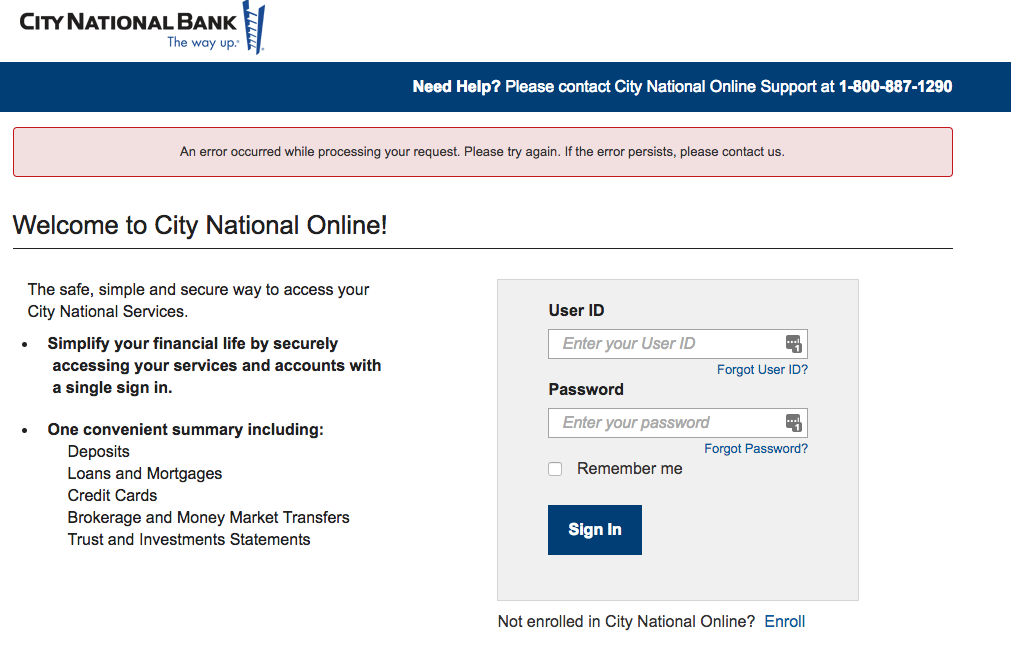 CITY NATIONAL BANK
The way up.®
Need Help? Please contact City National Online Support at 1-800-887-1290
An error occurred while processing your request. Please try again. If the error persists, please contact us.
Welcome to City National Online!
The safe, simple and secure way to access your
City National Services.
• Simplify your financial life by securely
accessing your services and accounts with
a single sign in.
• One convenient summary including:
Deposits
Loans and Mortgages
Credit Cards
Brokerage and Money Market Transfers
Trust and Investments Statements
User ID
Enter your User ID
1
Forgot User ID?
Password
Enter your password
1
Forgot Password?
Remember me
Sign In
Not enrolled in City National Online? Enroll